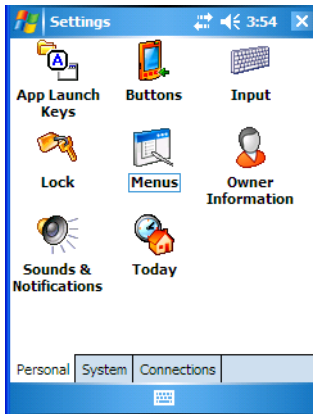 Settings 3:54
App Launch Keys
Buttons
Input
Lock
Menus
Owner Information
Sounds & Notifications
Today
Personal System Connections